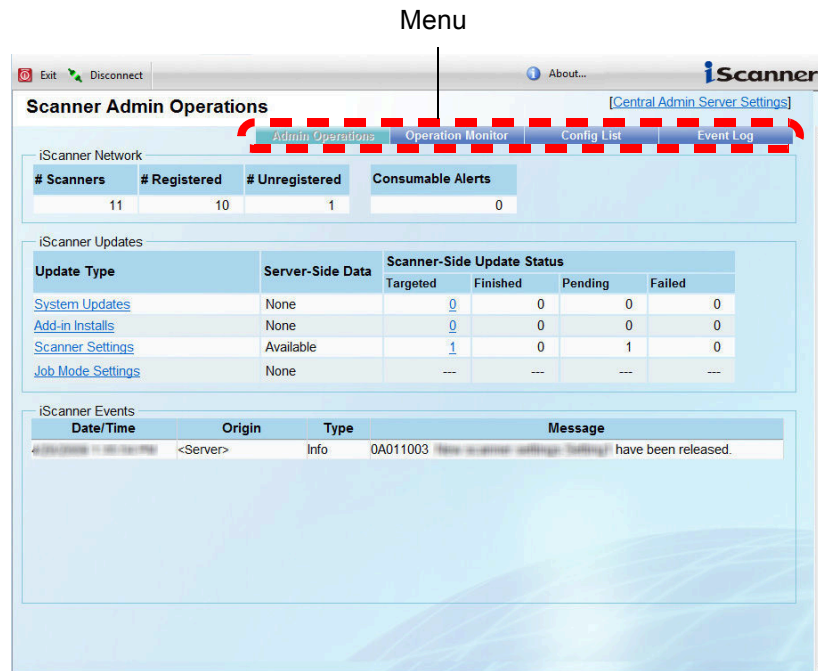 Menu
Exit Disconnect About... iScanner
Scanner Admin Operations [Central Admin Server Settings]
Admin Operations Operation Monitor Config List Event Log
iScanner Network
# Scanners # Registered # Unregistered Consumable Alerts
11 10 1 0
iScanner Updates
Update Type Server-Side Data Scanner-Side Update Status
Targeted Finished Pending Failed
System Updates None 0 0 0 0
Add-in Installs None 0 0 0 0
Scanner Settings Available 1 0 1 0
Job Mode Settings None --- --- --- ---
iScanner Events
Date/Time Origin Type Message
<Server> Info 0A011003 have been released.